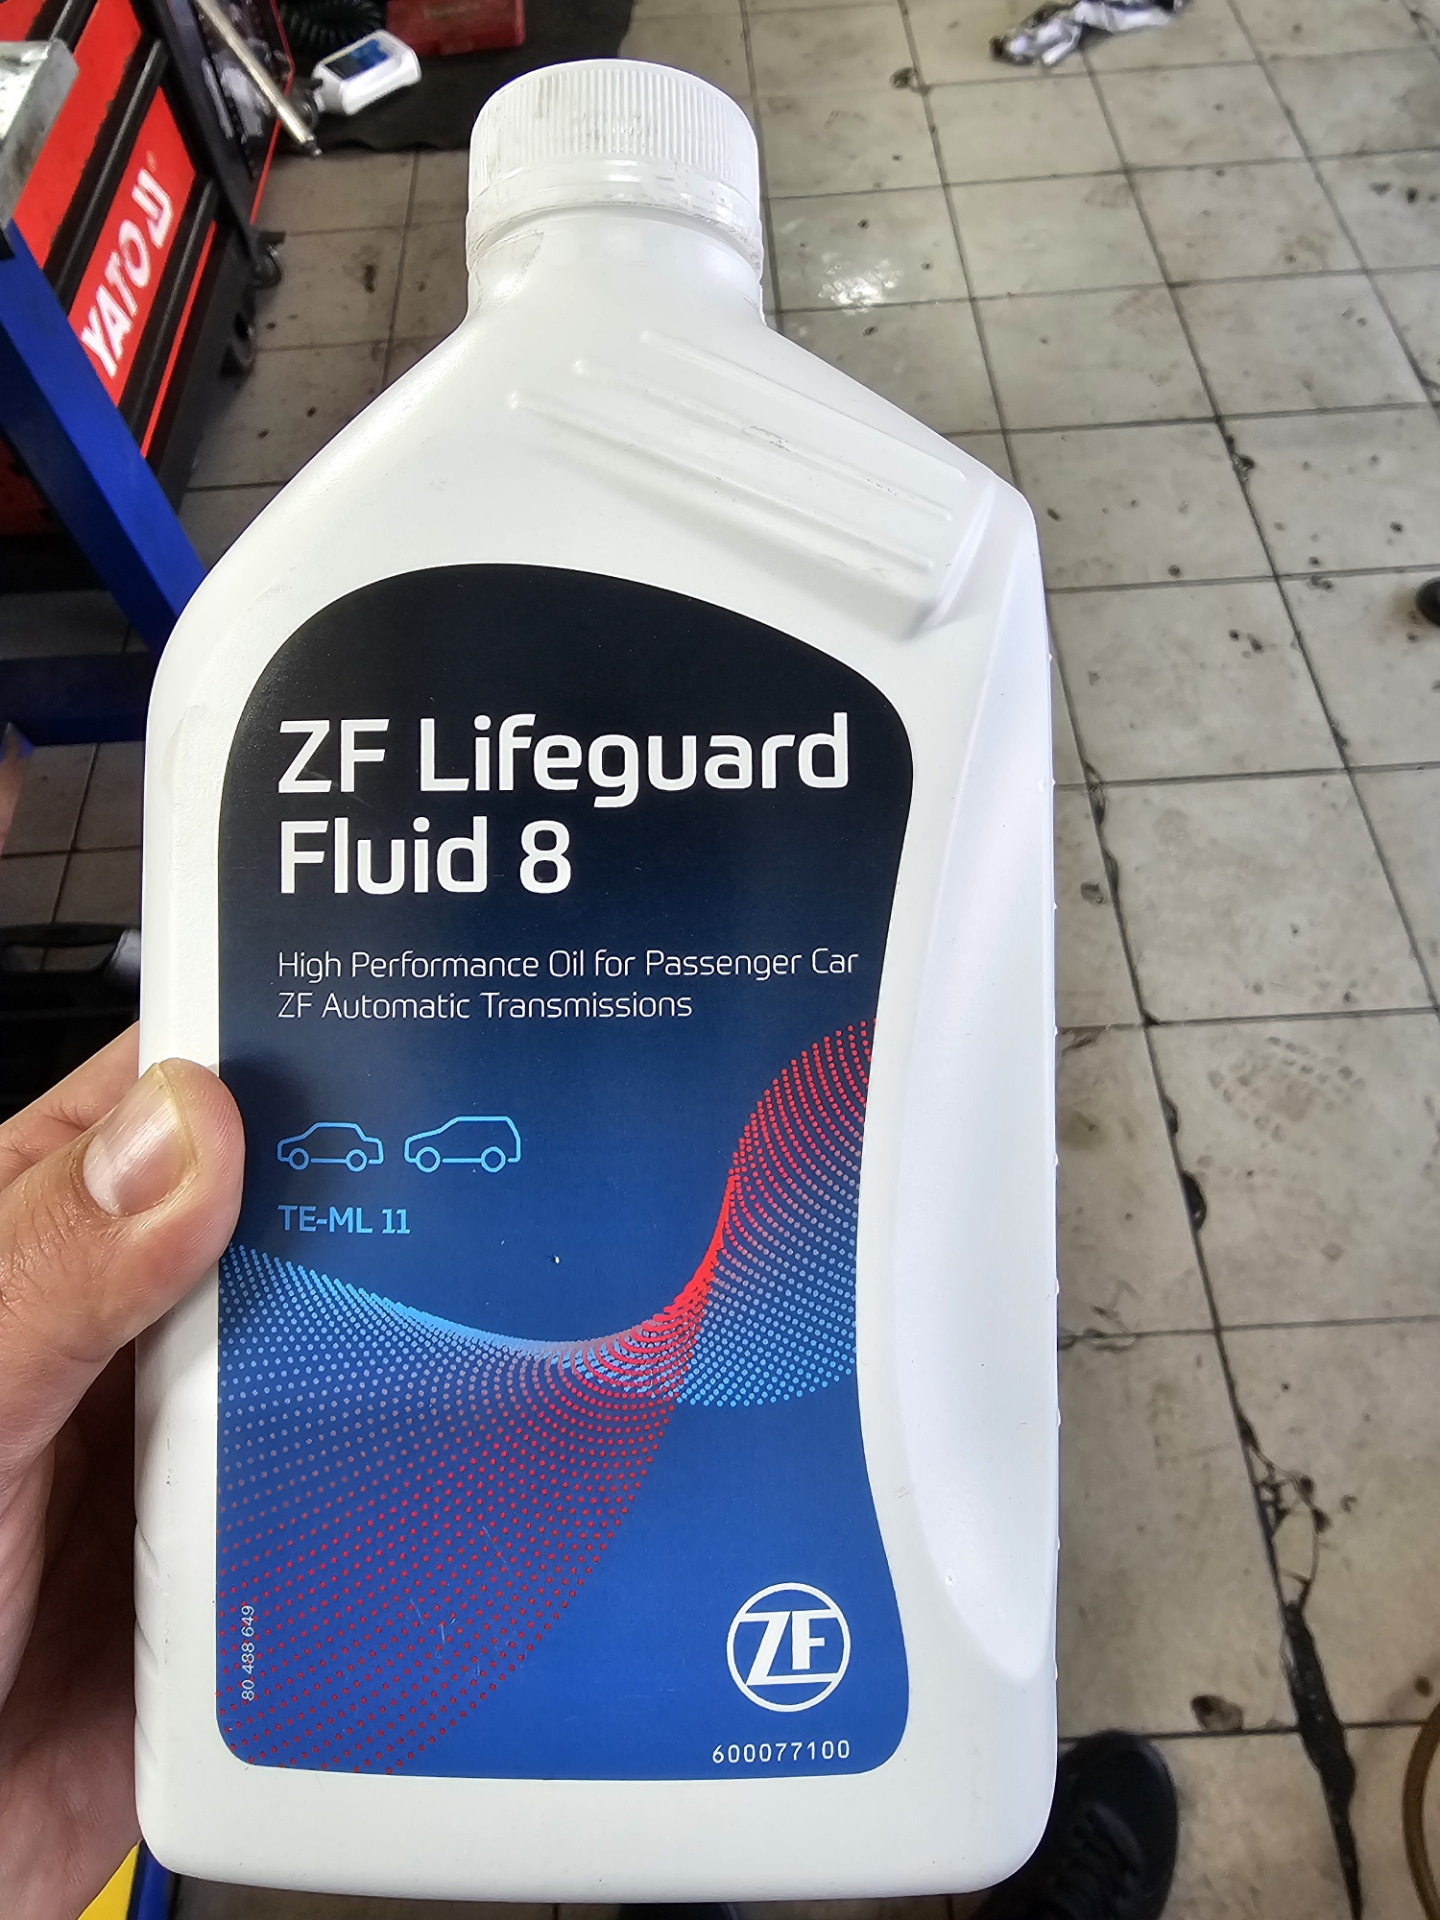 YATO
ZF Lifeguard
Fluid 8
High Performance Oil for Passenger Car
ZF Automatic Transmissions
TE-ML 11
80 488 649
ZF
600077100